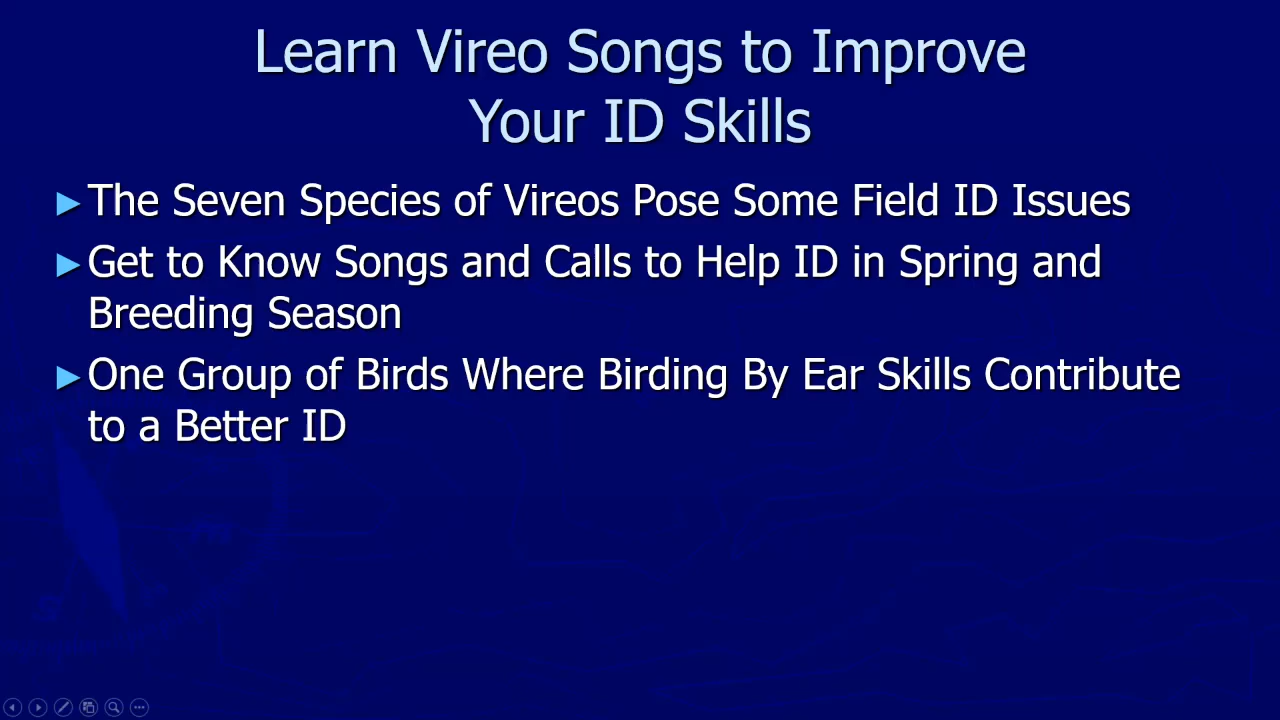 Learn Vireo Songs to Improve
Your ID Skills
►The Seven Species of Vireos Pose Some Field ID Issues
►Get to Know Songs and Calls to Help ID in Spring and
Breeding Season
►One Group of Birds Where Birding By Ear Skills Contribute
to a Better ID